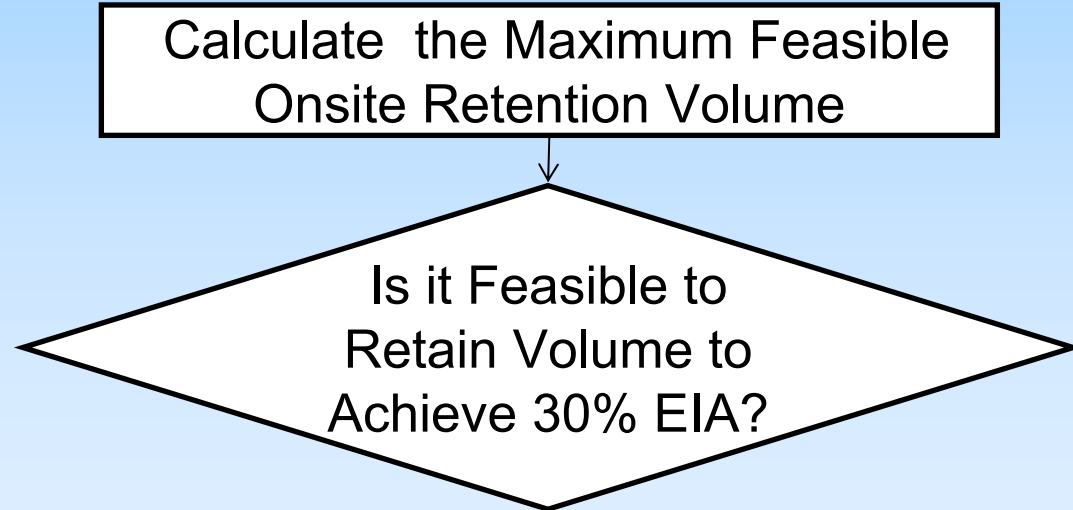 Calculate  the Maximum Feasible
Onsite Retention Volume
Is it Feasible to
Retain Volume to
Achieve 30% EIA?